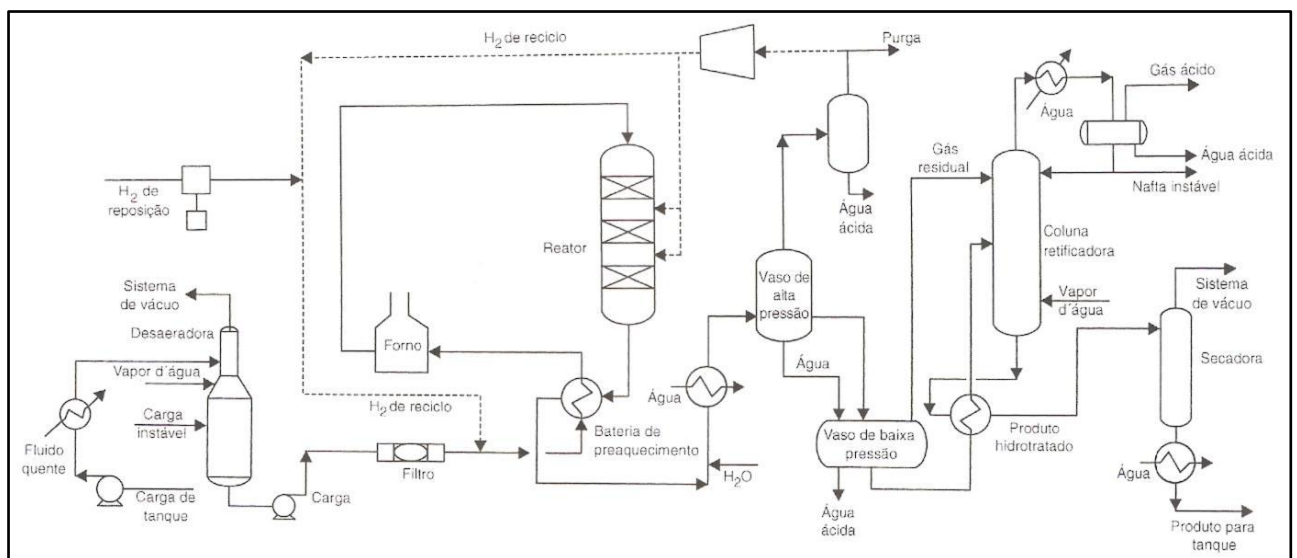 H2 de reciclo
Purga
Gás ácido
Água
Água ácida
Nafta instável
Gás
residual
H2 de
reposição
Água
ácida
Reator
Coluna
retificadora
Vaso de
alta
pressão
Sistema
de vácuo
Sistema
de vácuo
Vapor
d´água
Desaeradora
Forno
Secadora
Vapor d´água
Água
Água
H2 de reciclo
Carga
instável
Bateria de
preaquecimento
Produto
hidrotratado
Vaso de baixa
pressão
Fluido
quente
Filtro
H2O
Água
Carga de
tanque
Carga
Água
ácida
Produto para
tanque